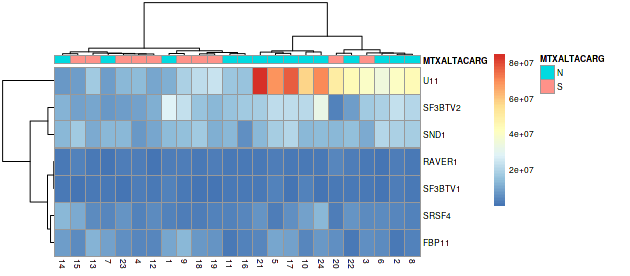 MTXALTACARG
MTXALTACARG
N
S
U11
SF3BTV2
SND1
RAVER1
SF3BTV1
SRSF4
FBP11
8e+07
6e+07
4e+07
2e+07
14 15 13 7 23 4 12 1 9 18 19 11 16 21 5 17 10 24 20 22 3 6 2 8